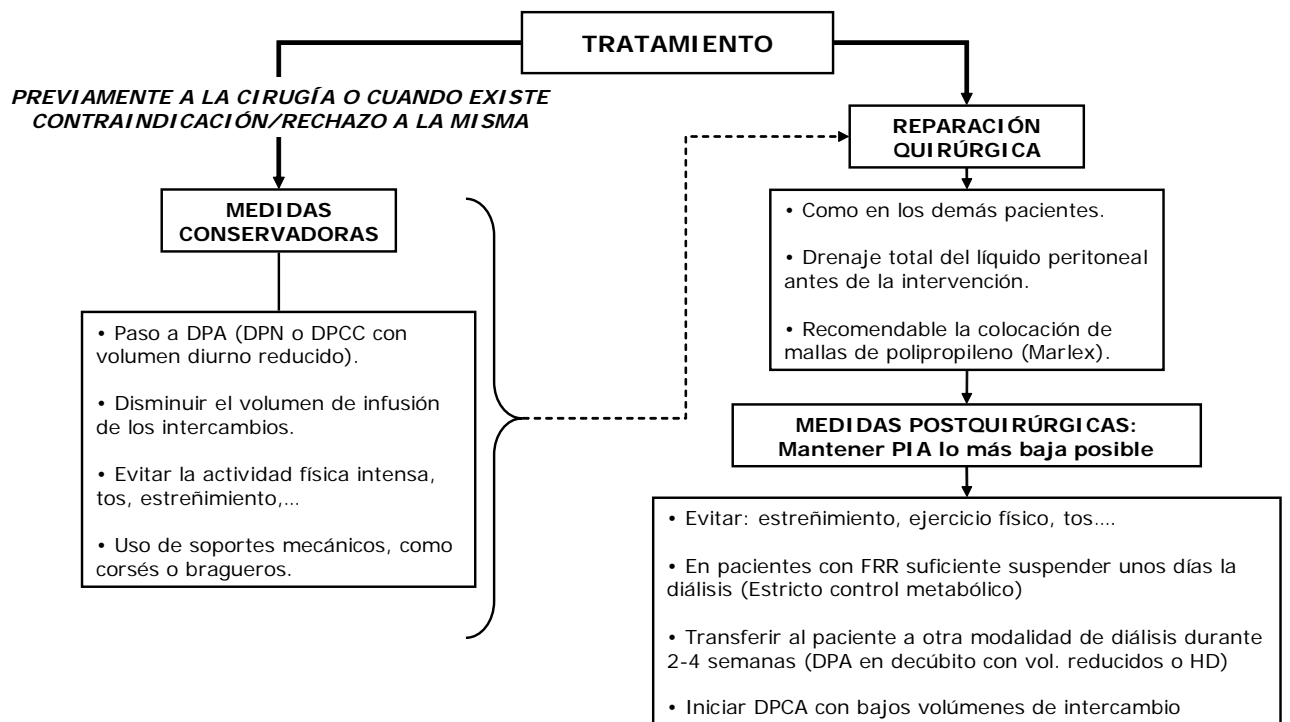 TRATAMIENTO
PREVIAMENTE A LA CIRUGÍA O CUANDO EXISTE
CONTRAINDICACIÓN/RECHAZO A LA MISMA
MEDIDAS
CONSERVADORAS
• Paso a DPA (DPN o DPCC con
volumen diurno reducido).
• Disminuir el volumen de infusión
de los intercambios.
• Evitar la actividad física intensa,
tos, estreñimiento,...
• Uso de soportes mecánicos, como
corsés o bragueros.
REPARACIÓN
QUIRÚRGICA
• Como en los demás pacientes.
• Drenaje total del líquido peritoneal
antes de la intervención.
• Recomendable la colocación de
mallas de polipropileno (Marlex).
MEDIDAS POSTQUIRÚRGICAS:
Mantener PIA lo más baja posible
• Evitar: estreñimiento, ejercicio físico, tos....
• En pacientes con FRR suficiente suspender unos días la
diálisis (Estricto control metabólico)
• Transferir al paciente a otra modalidad de diálisis durante
2-4 semanas (DPA en decúbito con vol. reducidos o HD)
• Iniciar DPCA con bajos volúmenes de intercambio